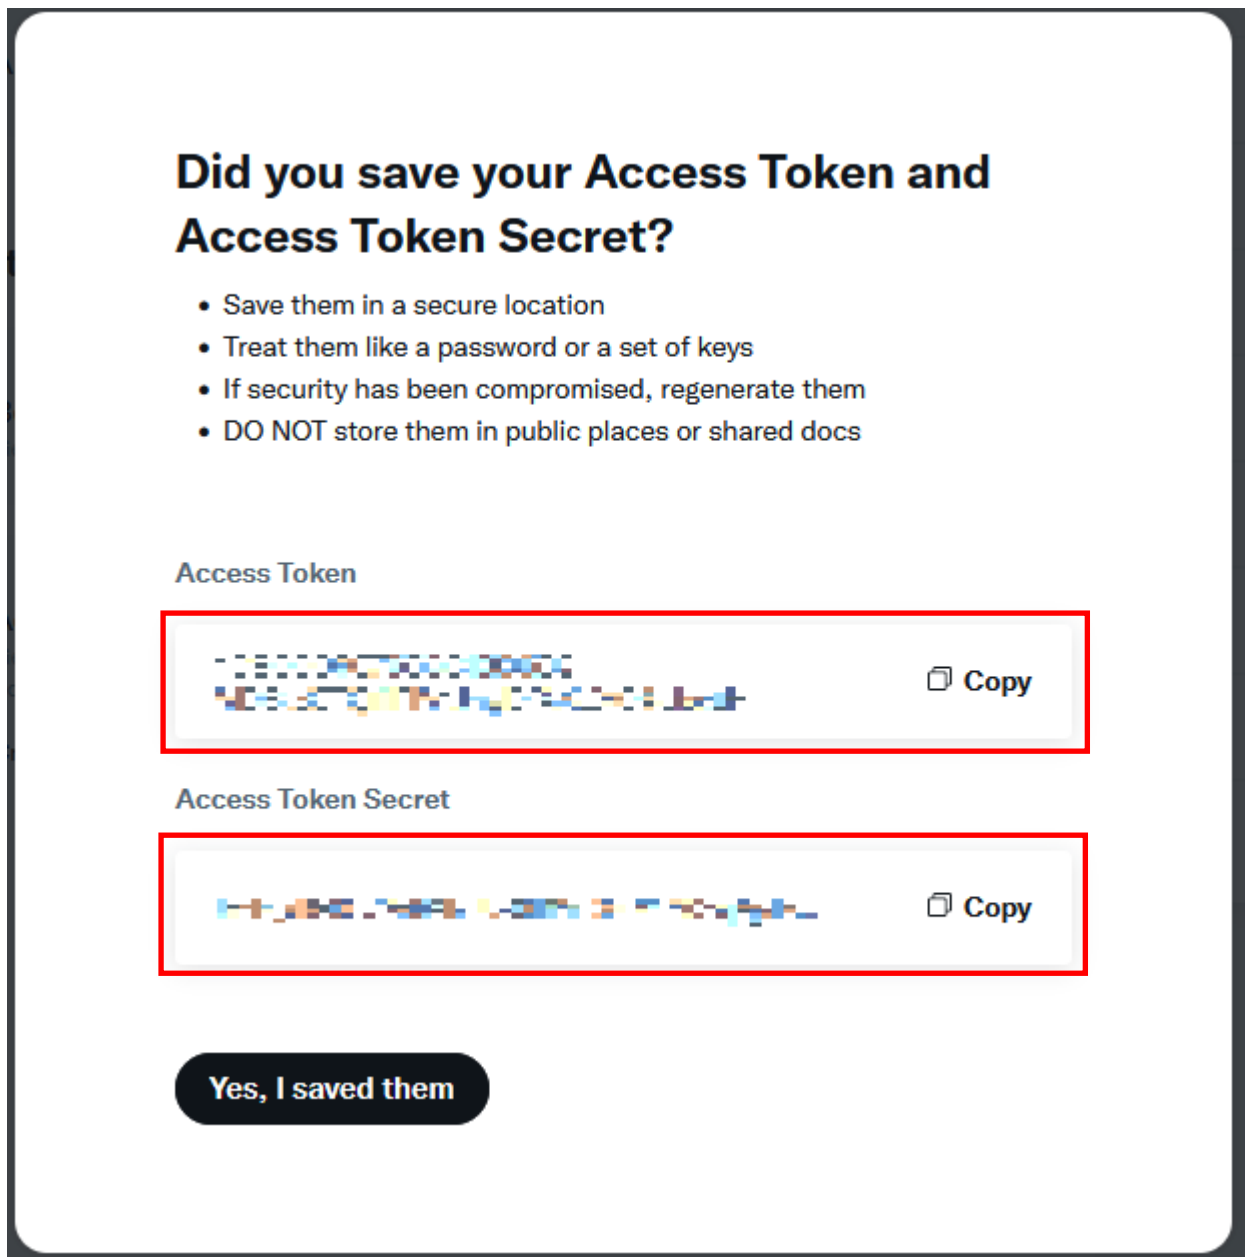 Did you save your Access Token and
Access Token Secret?
• Save them in a secure location
• Treat them like a password or a set of keys
• If security has been compromised, regenerate them
• DO NOT store them in public places or shared docs
Access Token
Copy
Access Token Secret
Copy
Yes, I saved them